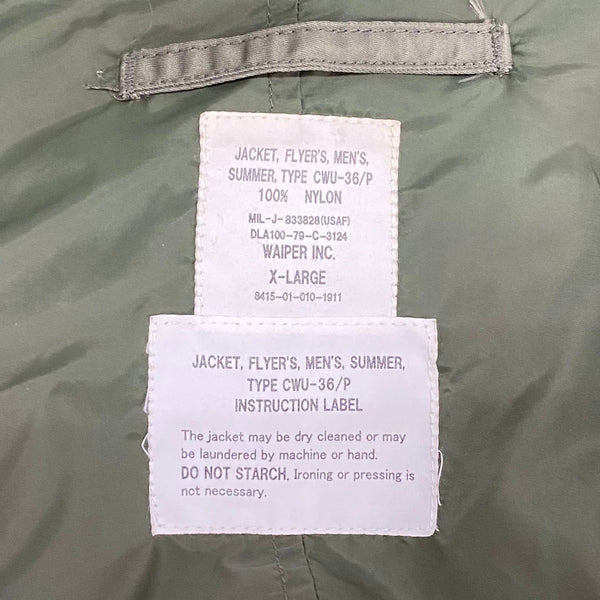 JACKET, FLYER'S, MEN'S,
SUMMER, TYPE CWU-36/P
100% NYLON
MIL-J-833828(USAF)
DLA100-79-C-3124
WAIPER INC.
X-LARGE
8415-01-010-1911
JACKET, FLYER'S, MEN'S, SUMMER,
TYPE CWU-36/P
INSTRUCTION LABEL
The jacket may be dry cleaned or may
be laundered by machine or hand.
DO NOT STARCH. Ironing or pressing is
not necessary.